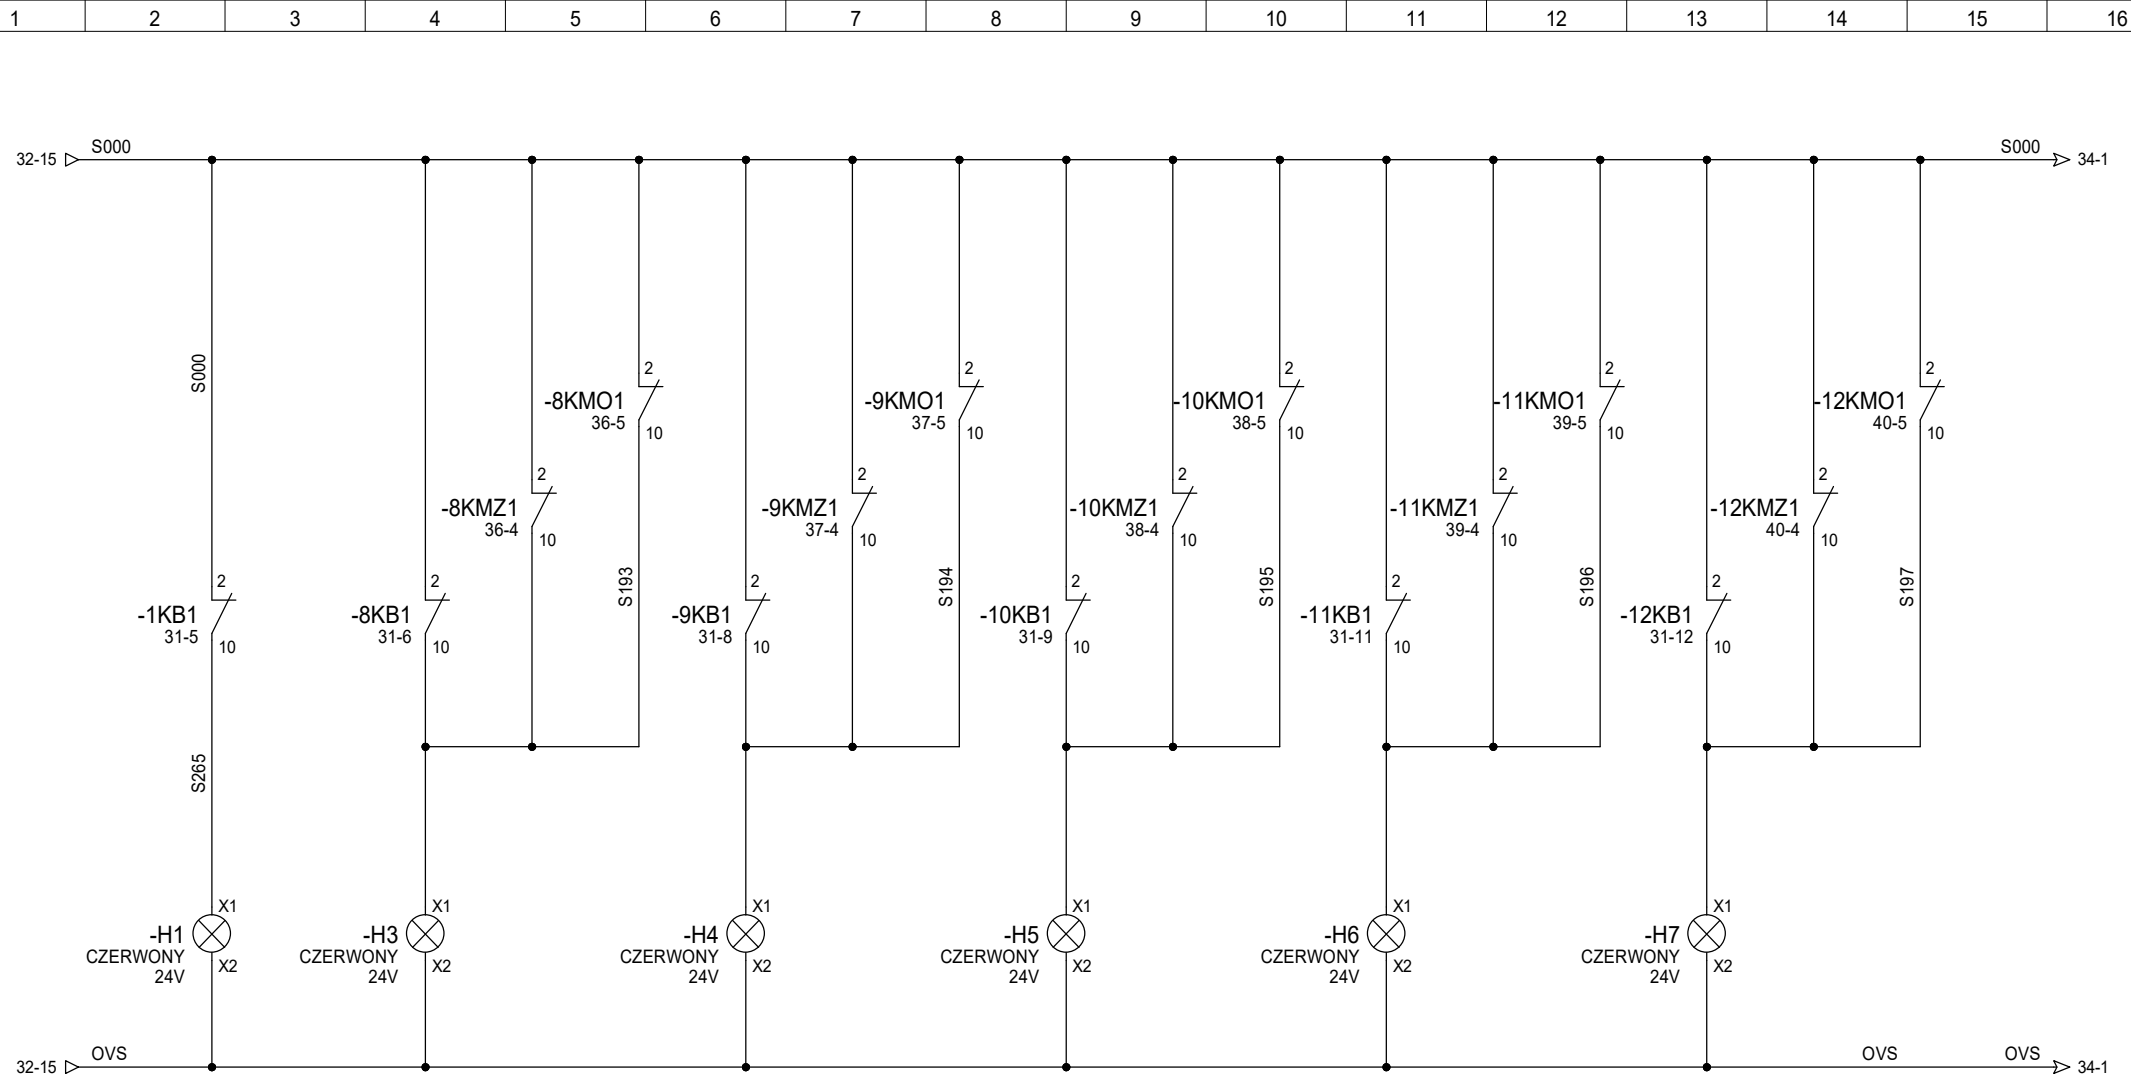 1 2 3 4 5 6 7 8 9 10 11 12 13 14 15 16
S000 S000
32-15 34-1
S000
2 2 2 2 2
-8KMO1 -9KMO1 -10KMO1 -11KMO1 -12KMO1
36-5 37-5 38-5 39-5 40-5
10 10 10 10 10
2 2 2 2 2
-8KMZ1 -9KMZ1 -10KMZ1 -11KMZ1 -12KMZ1
36-4 37-4 38-4 39-4 40-4
10 10 10 10 10
S193 S194 S195 S196 S197
2 2 2 2 2 2
-1KB1 -8KB1 -9KB1 -10KB1 -11KB1 -12KB1
31-5 31-6 31-8 31-9 31-11 31-12
10 10 10 10 10 10
S265
X1 X1 X1 X1 X1 X1
-H1 -H3 -H4 -H5 -H6 -H7
CZERWONY CZERWONY CZERWONY CZERWONY CZERWONY CZERWONY
X2 X2 X2 X2 X2 X2
24V 24V 24V 24V 24V 24V
OVS OVS OVS
32-15 34-1